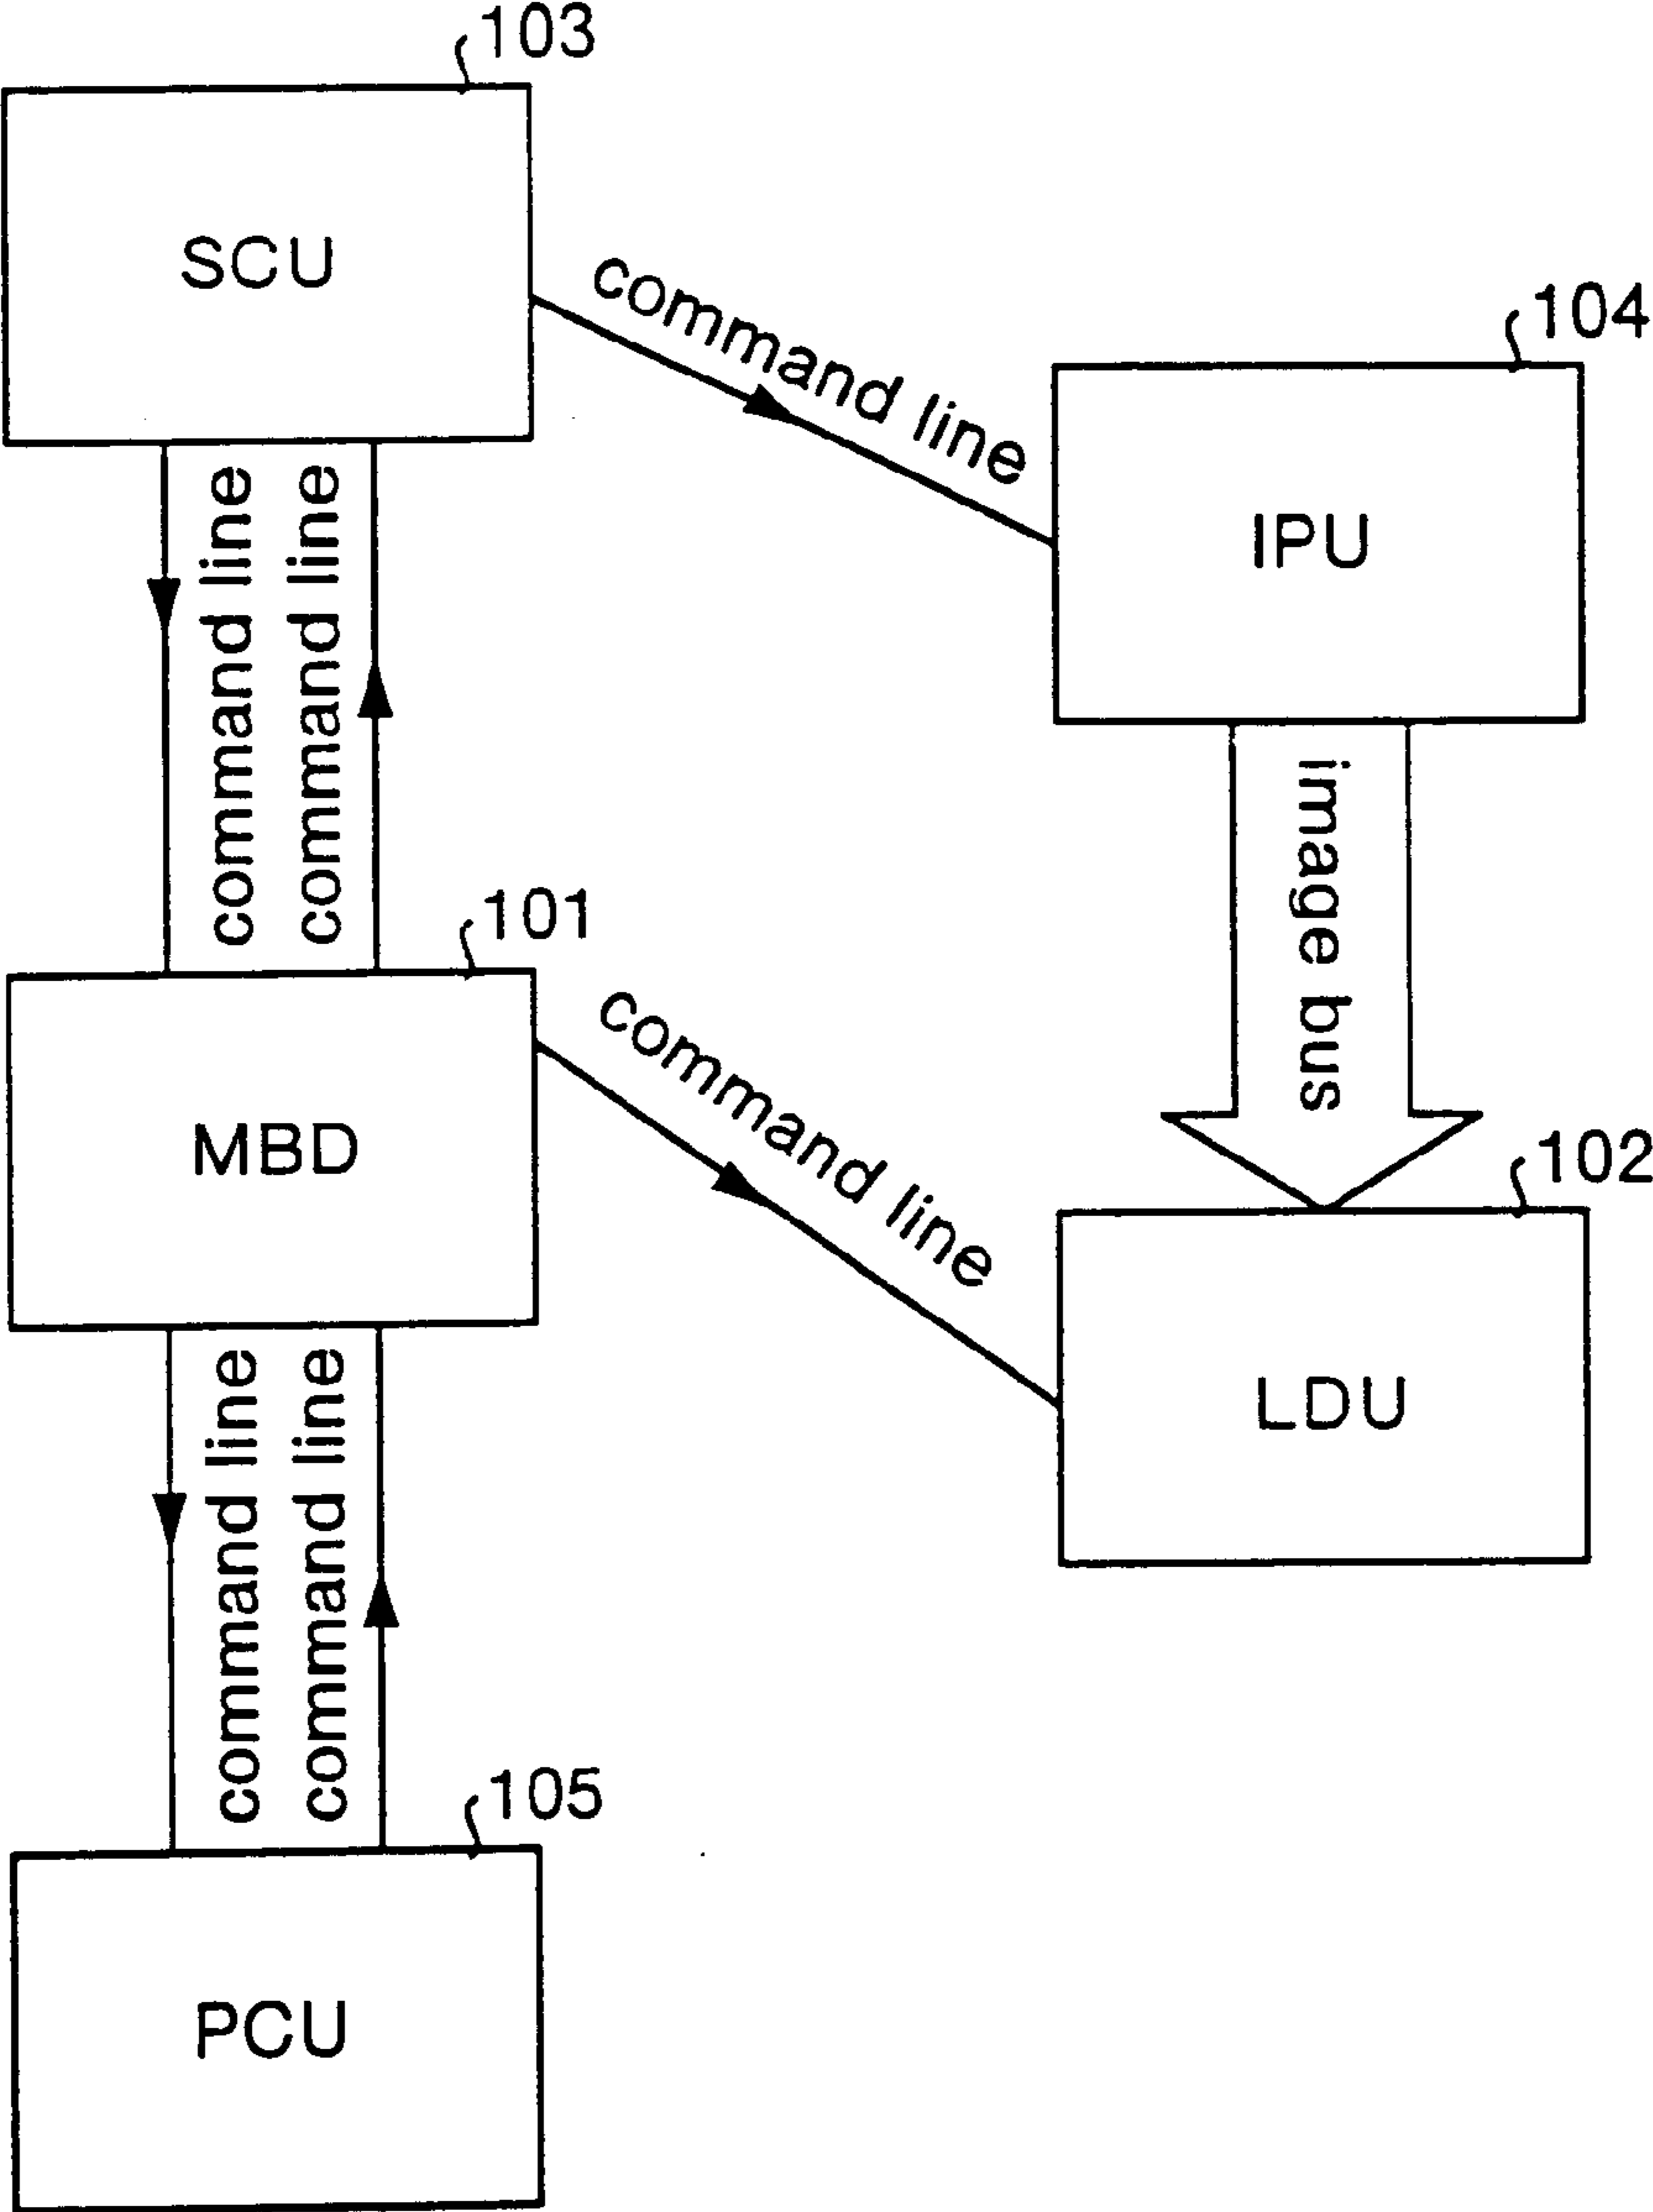 103
SCU
command line
104
IPU
command line
command line
image bus
101
MBD
command line
102
LDU
command line
command line
105
PCU